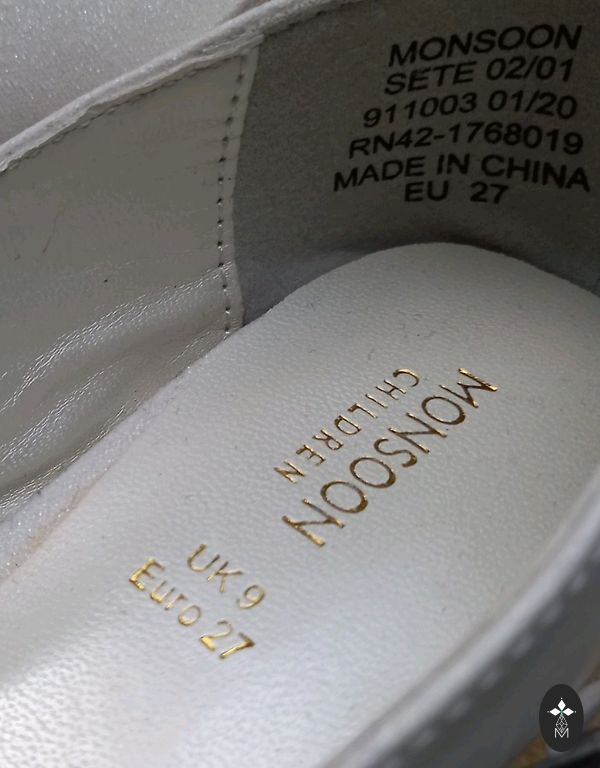 MONSOON
SETE 02/01
911003 01/20
RN42-1768019
MADE IN CHINA
EU 27
MONSOON
CHILDREN
UK 9
Euro 27
M